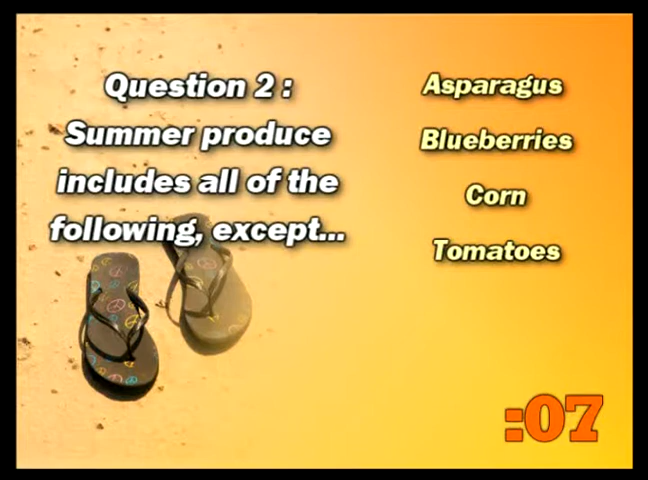 Question 2 :
Summer produce
includes all of the
following, except...
Asparagus
Blueberries
Corn
Tomatoes
:07